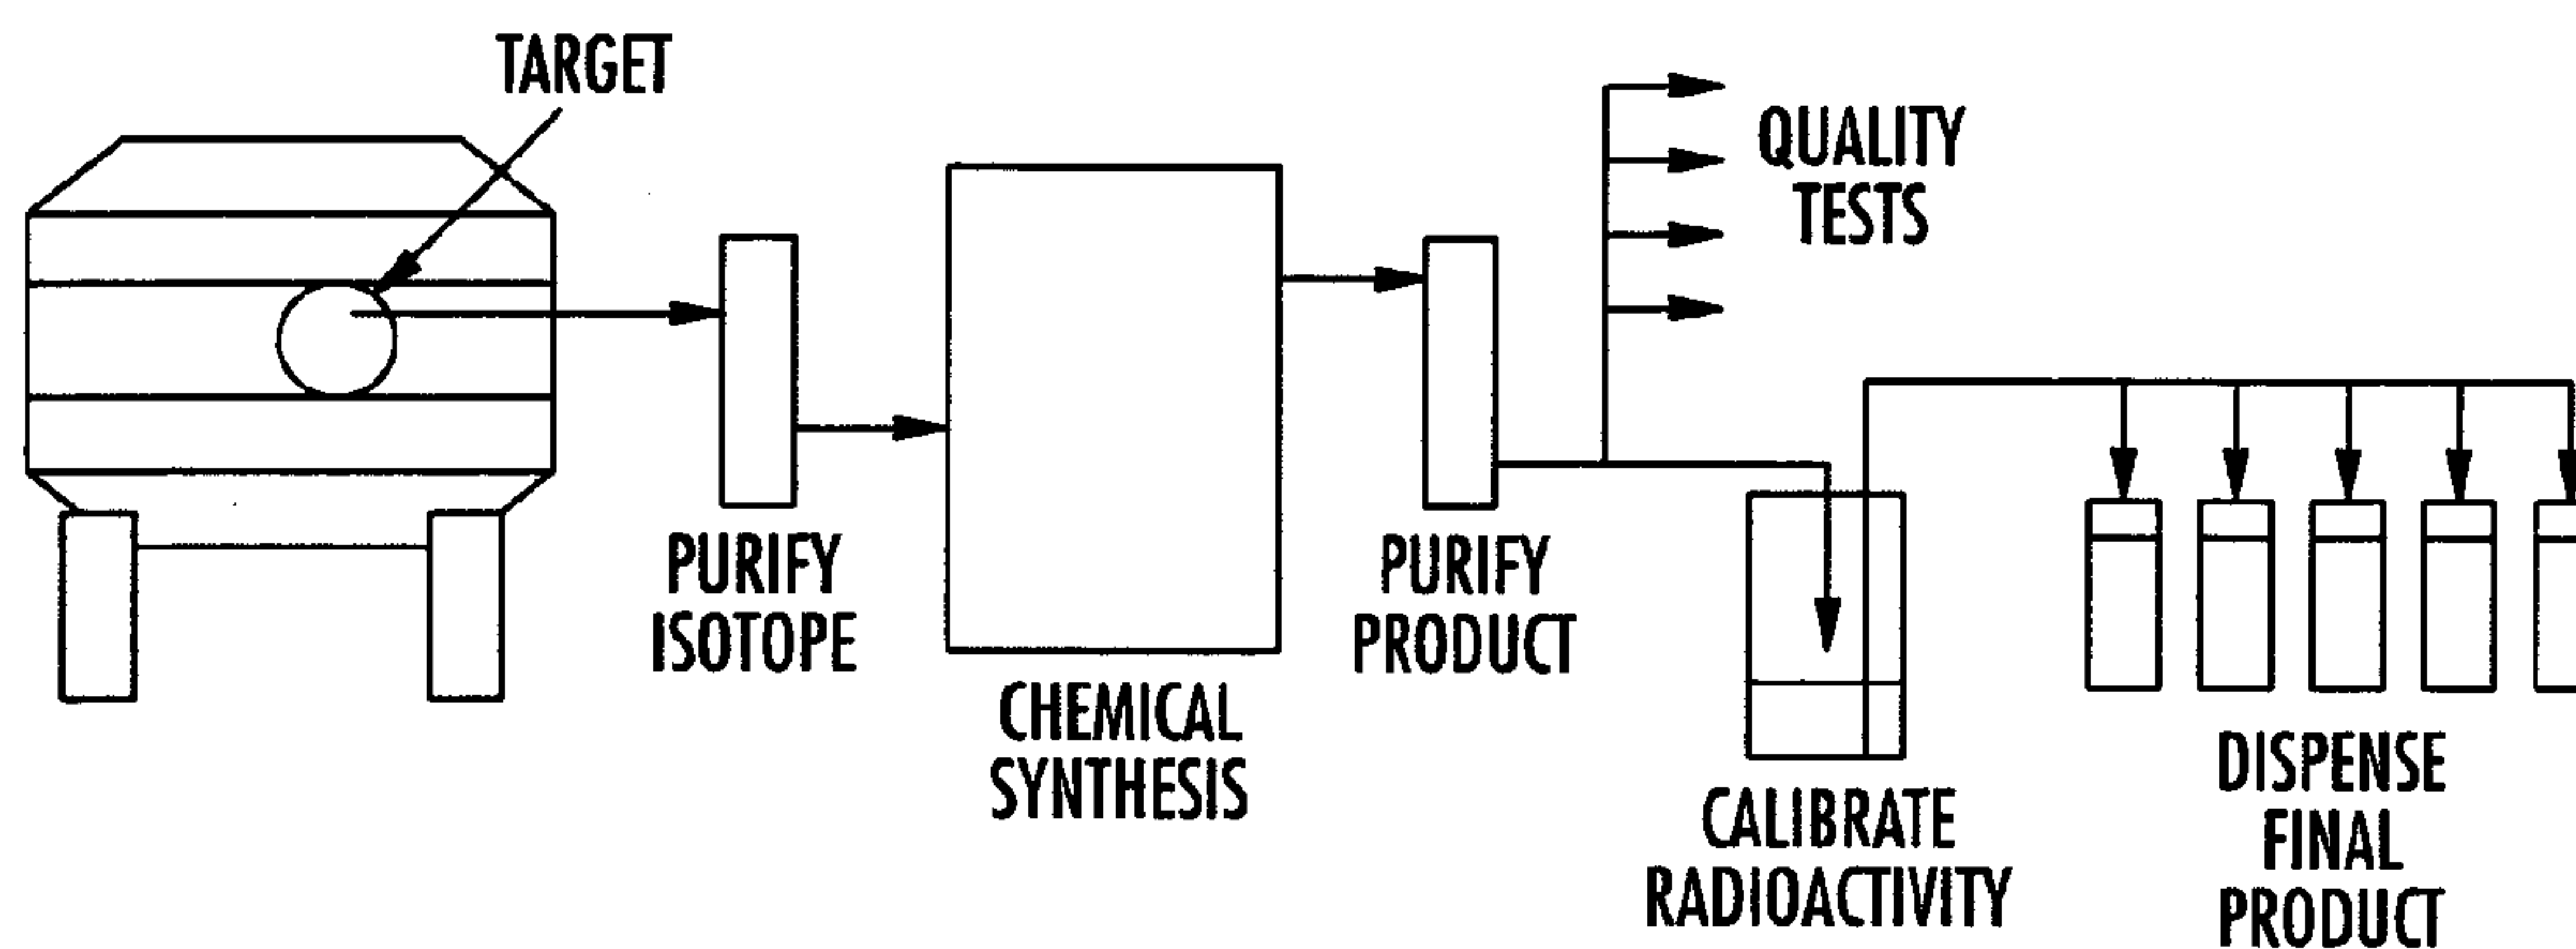 TARGET
QUALITY
TESTS
PURIFY
ISOTOPE
CHEMICAL
SYNTHESIS
PURIFY
PRODUCT
CALIBRATE
RADIOACTIVITY
DISPENSE
FINAL
PRODUCT